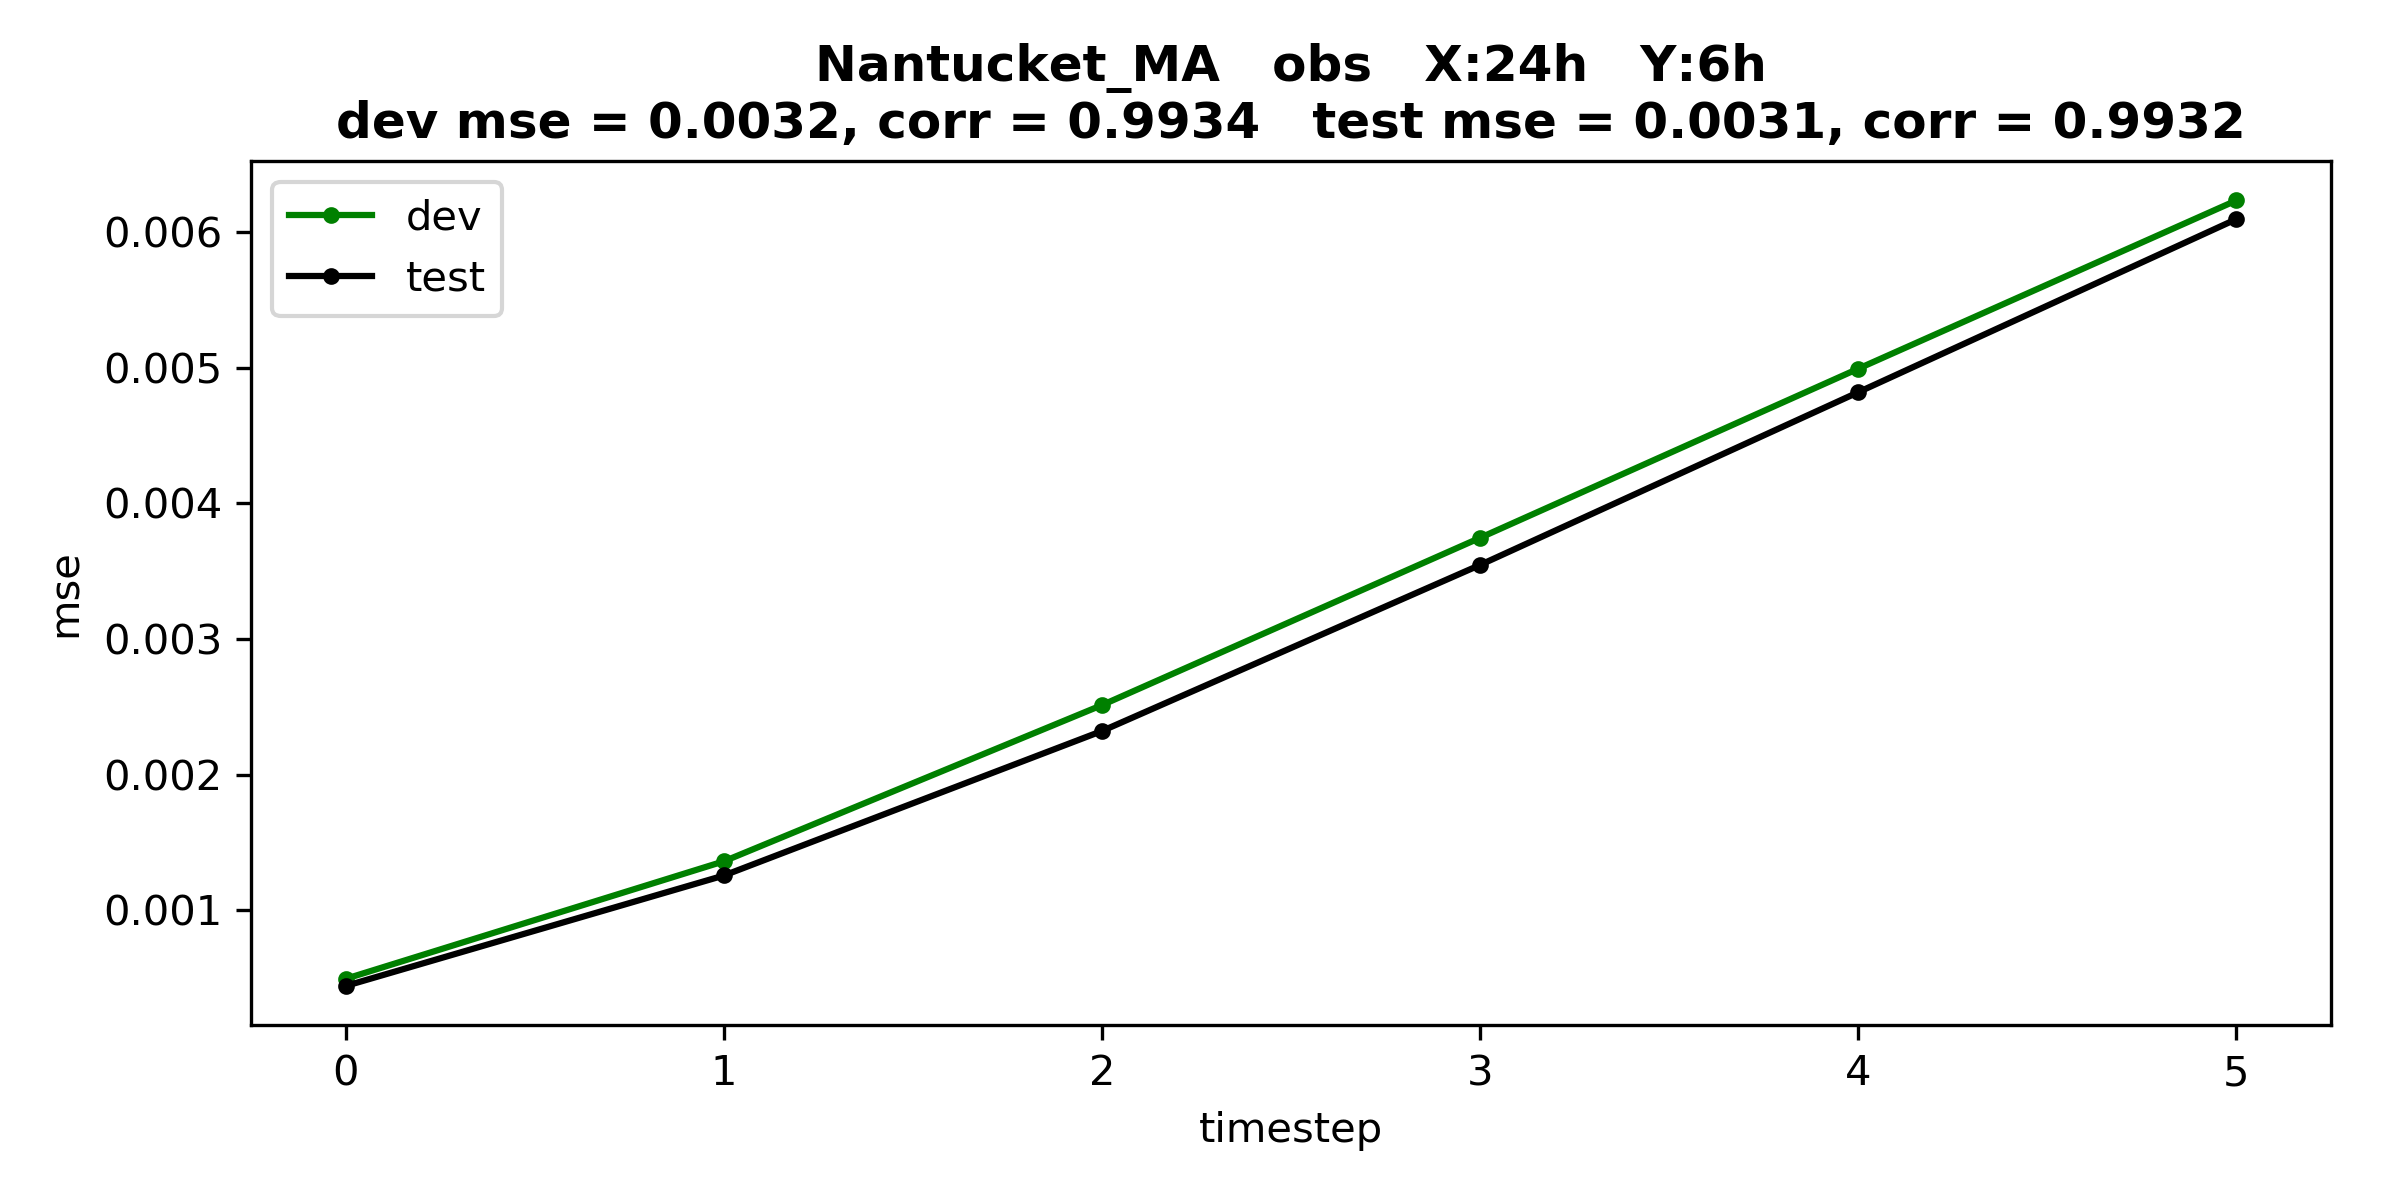 Nantucket_MA   obs   X:24h   Y:6h
dev mse = 0.0032, corr = 0.9934   test mse = 0.0031, corr = 0.9932
dev
test
0.006
0.005
0.004
0.003
0.002
0.001
mse
0 1 2 3 4 5
timestep